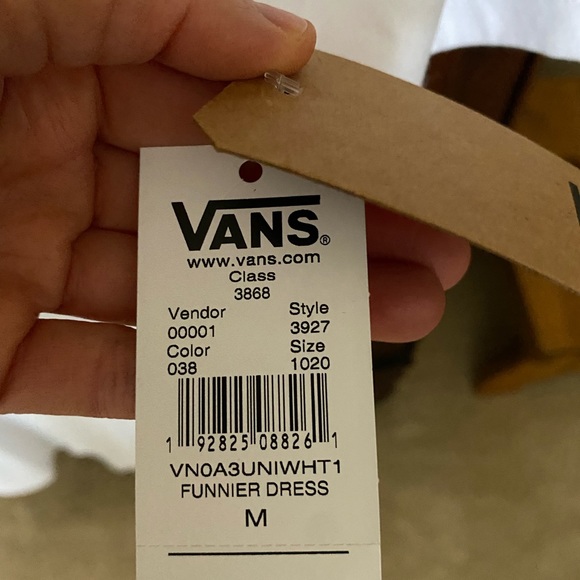 VANS®
www.vans.com
Class
3868
Vendor Style
00001 3927
Color Size
038 1020
1 92825 08826 1
VN0A3UNIWHT1
FUNNIER DRESS
M